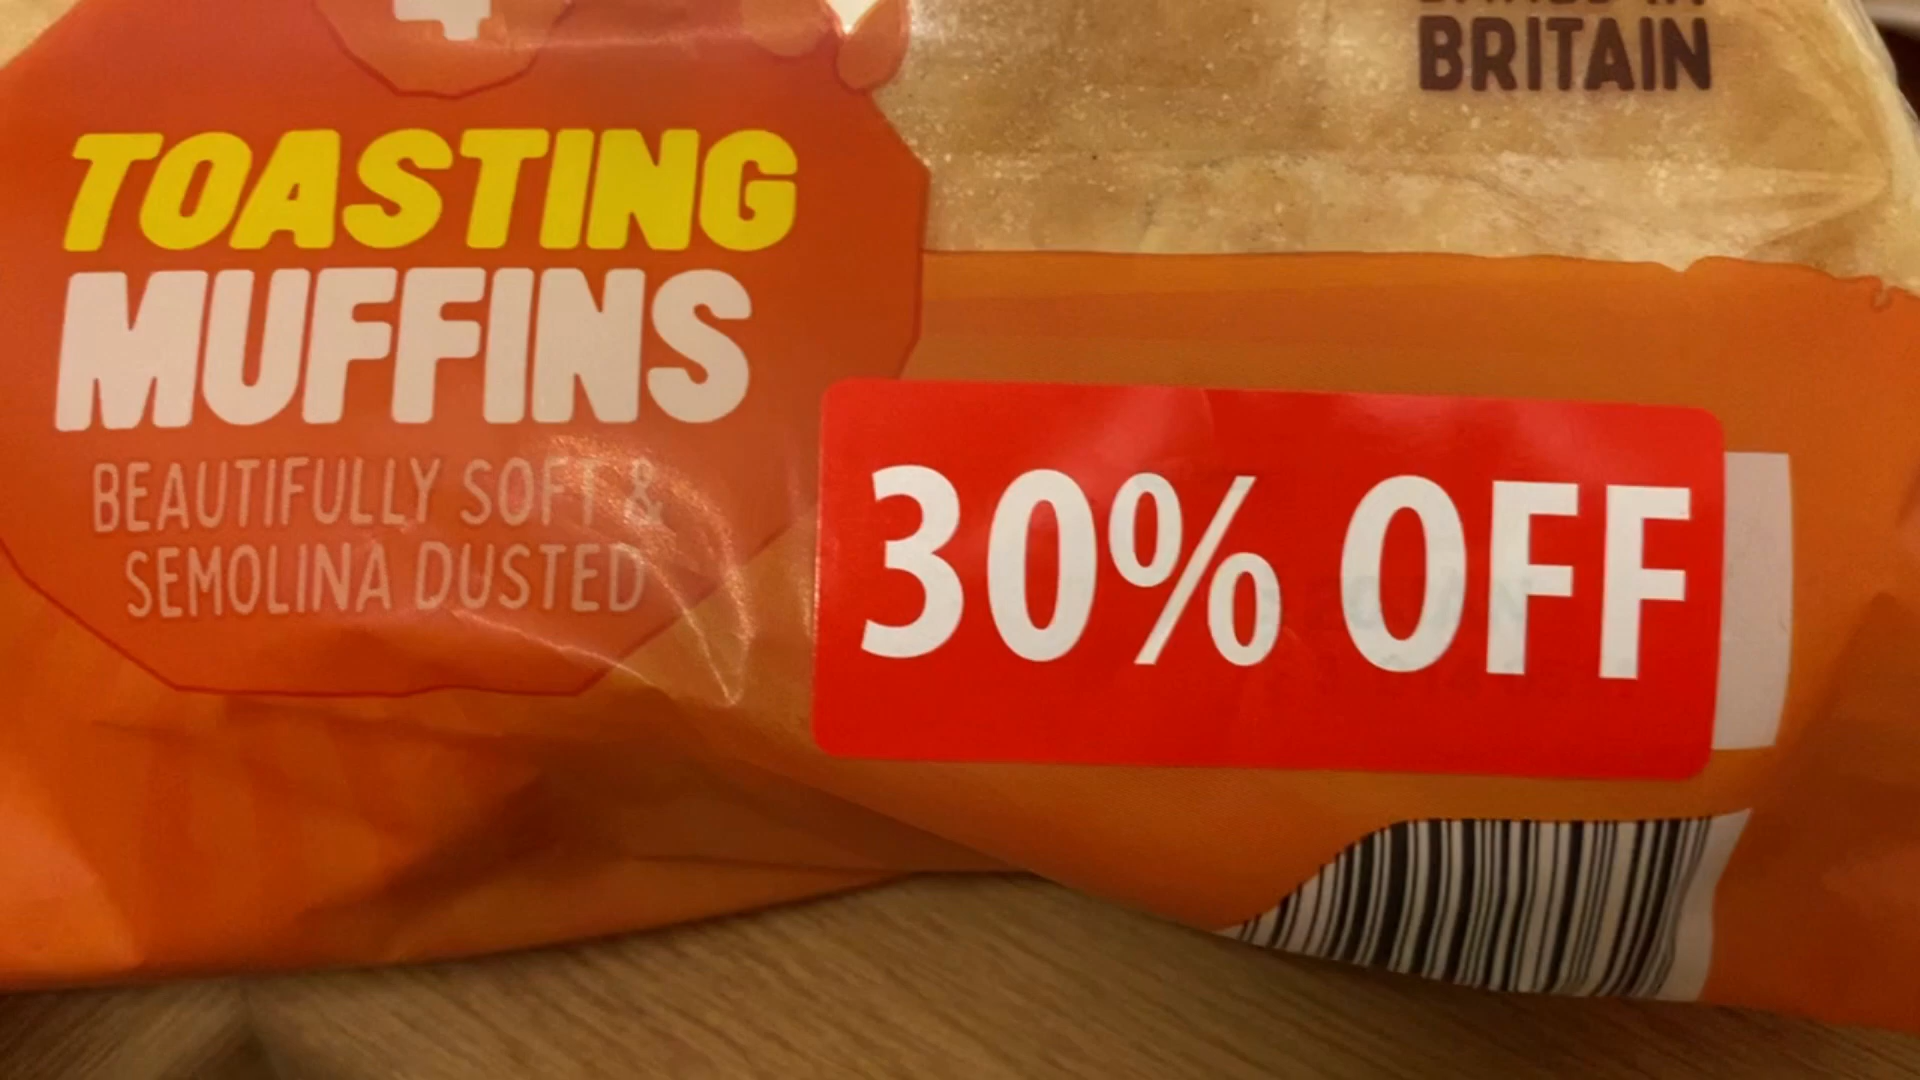 BRITAIN
TOASTING
MUFFINS
BEAUTIFULLY SOFT &
SEMOLINA DUSTED
30% OFF